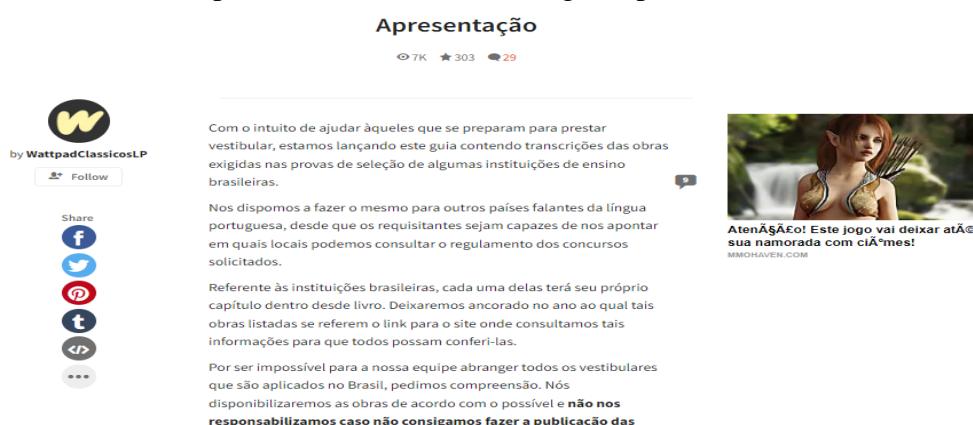 Apresentação
7K 303 29
by WattpadClassicosLP
Follow
Share
Com o intuito de ajudar àqueles que se preparam para prestar
vestibular, estamos lançando este guia contendo transcrições das obras
exigidas nas provas de seleção de algumas instituições de ensino
brasileiras.
9
Nos dispomos a fazer o mesmo para outros países falantes da língua
portuguesa, desde que os requisitantes sejam capazes de nos apontar
em quais locais podemos consultar o regulamento dos concursos
solicitados.
Referente às instituições brasileiras, cada uma delas terá seu próprio
capítulo dentro desde livro. Deixaremos ancorado no ano ao qual tais
obras listadas se referem o link para o site onde consultamos tais
informações para que todos possam conferi-las.
Por ser impossível para a nossa equipe abranger todos os vestibulares
que são aplicados no Brasil, pedimos compreensão. Nós
disponibilizaremos as obras de acordo com o possível e não nos
responsabilizamos caso não consigamos fazer a publicação das
AtenÃ§Ã£o! Este jogo vai deixar atÃ©
sua namorada com ciÃºmes!
MMOHAVEN.COM